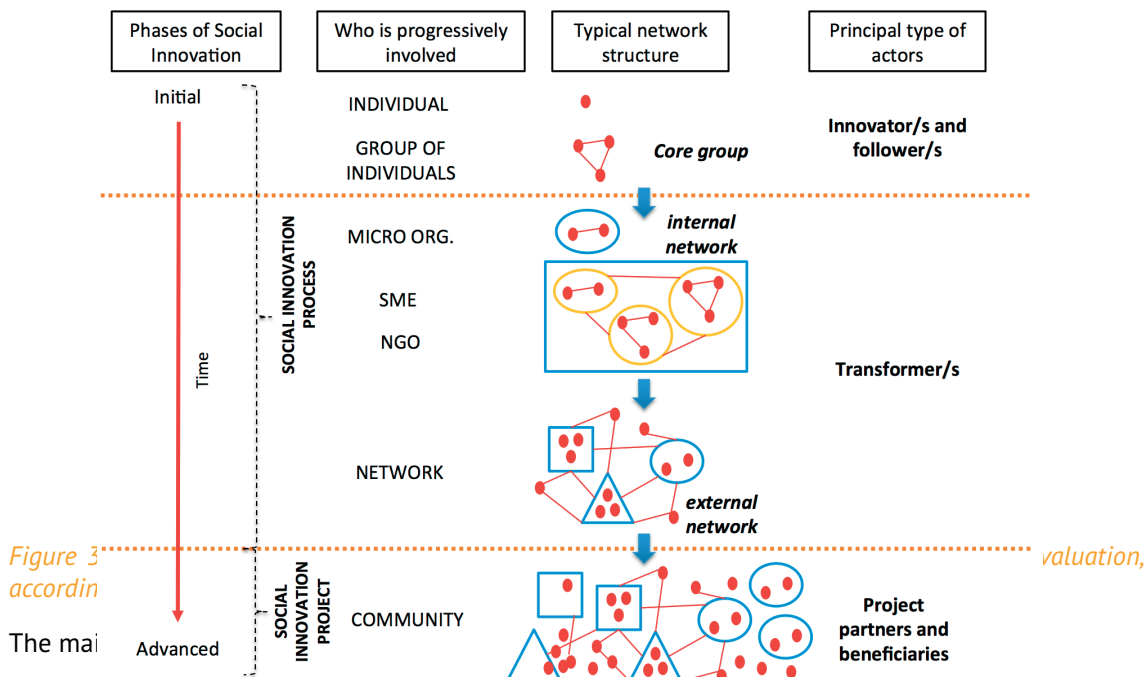 Phases of Social
Innovation
Who is progressively
involved
Typical network
structure
Principal type of
actors
Initial
INDIVIDUAL
GROUP OF
INDIVIDUALS
Core group
Innovator/s and
follower/s
SOCIAL INNOVATION
PROCESS
Time
MICRO ORG.
internal
network
SME
NGO
Transformer/s
NETWORK
external
network
Figure 3
valuation,
accordin
SOCIAL
INNOVATION
PROJECT
COMMUNITY
Project
partners and
beneficiaries
The mai
Advanced